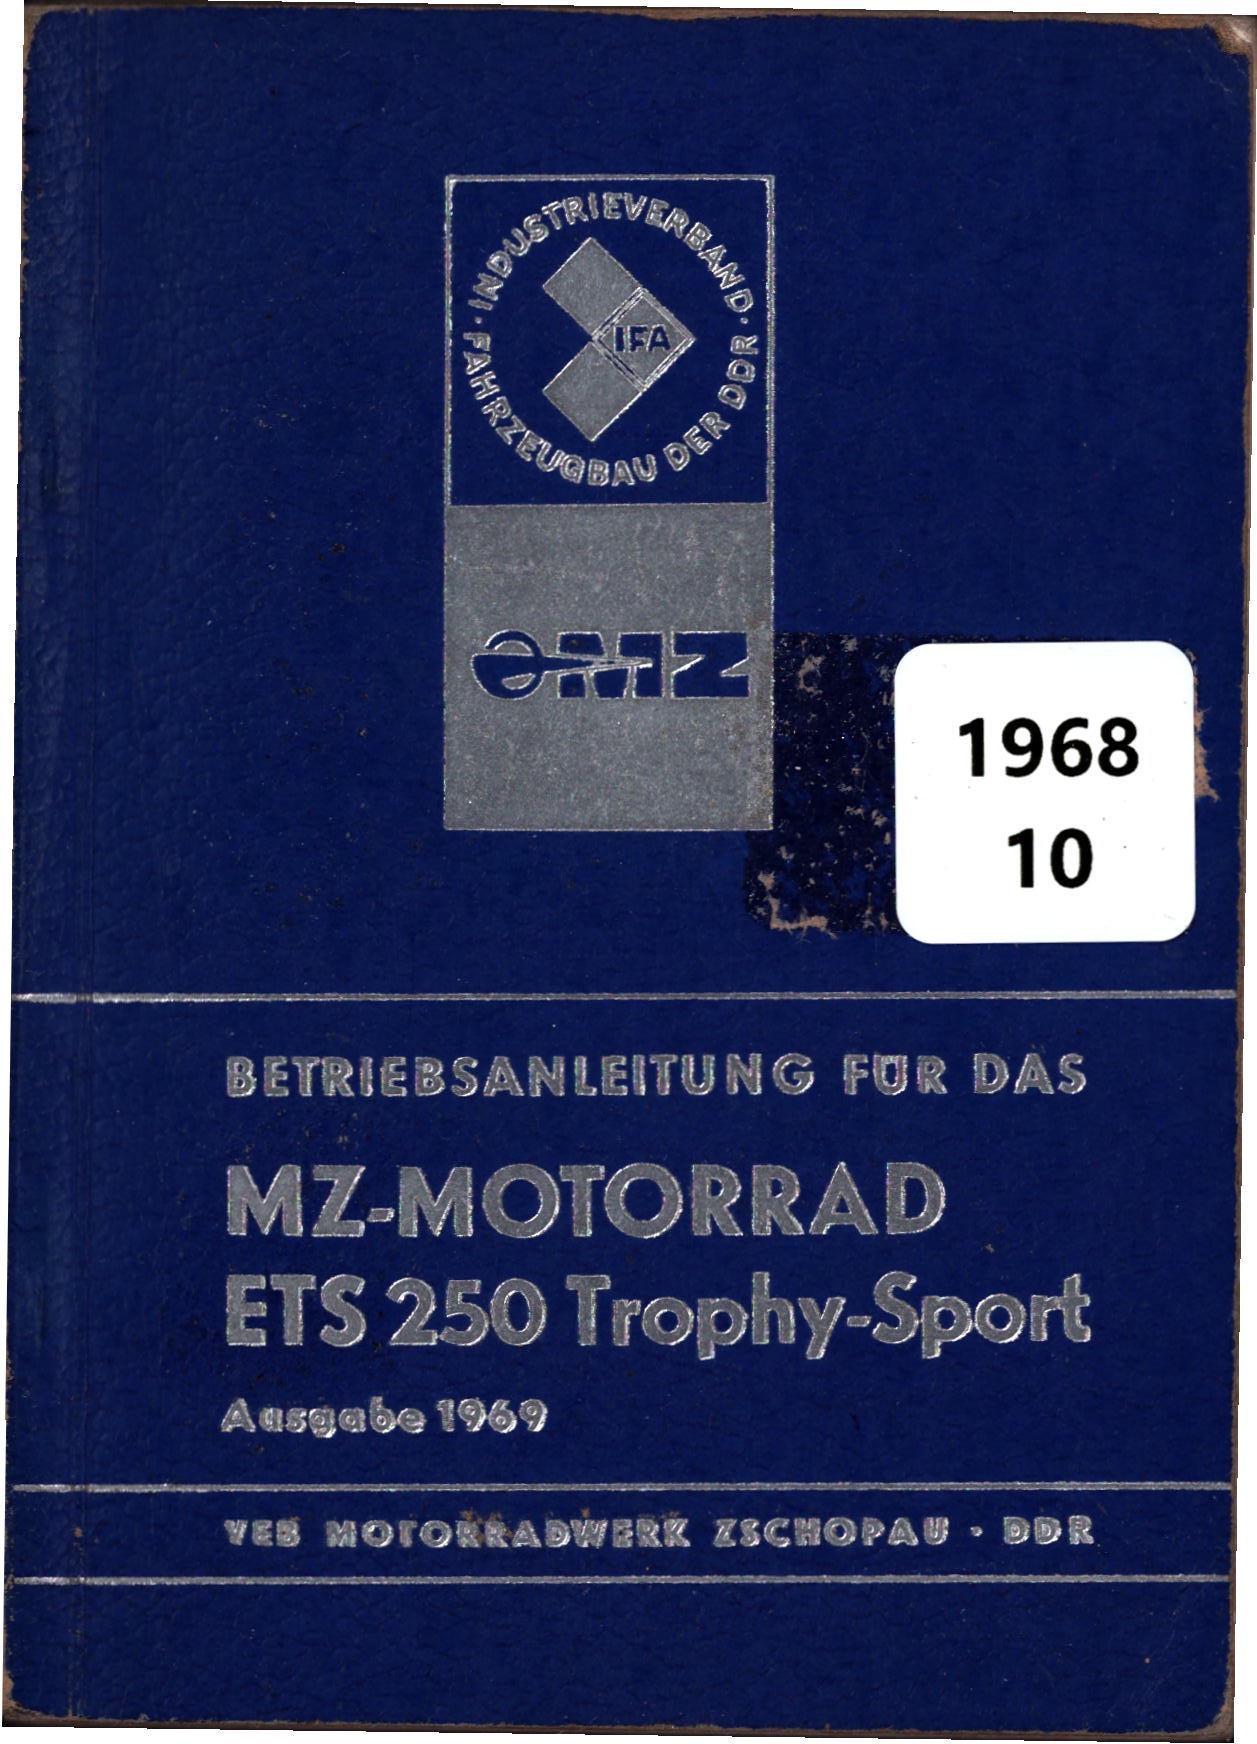 · INDUSTRIEVERBAND ·
FAHRZEUGBAU DER DDR
IFA
MZ
1968
10
BETRIEBSANLEITUNG FÜR DAS
MZ-MOTORRAD
ETS 250 Trophy-Sport
Ausgabe 1969
VEB MOTORRADWERK ZSCHOPAU · DDR